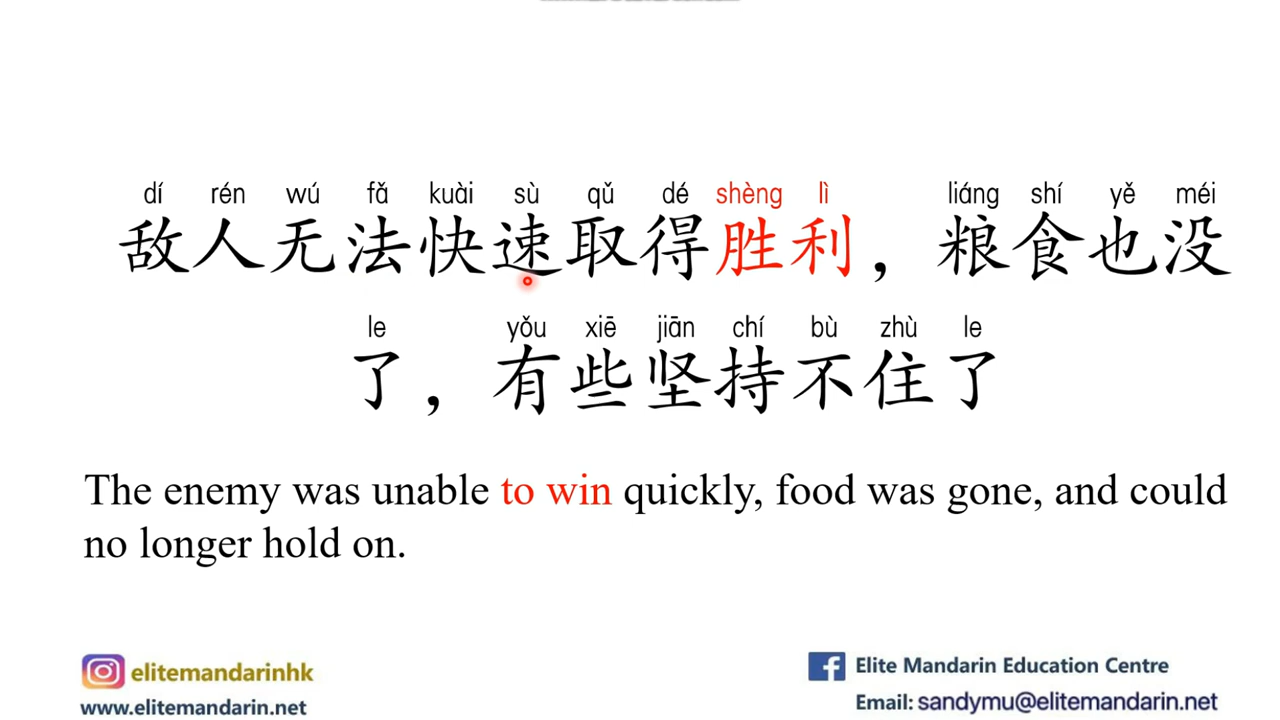 dí rén wú fǎ kuài sù qǔ dé shèng lì liáng shí yě méi
敌人无法快速取得胜利，粮食也没
le yǒu xiē jiān chí bù zhù le
了，有些坚持不住了
The enemy was unable to win quickly, food was gone, and could
no longer hold on.
elitemandarinhk
www.elitemandarin.net
Elite Mandarin Education Centre
Email: sandymu@elitemandarin.net